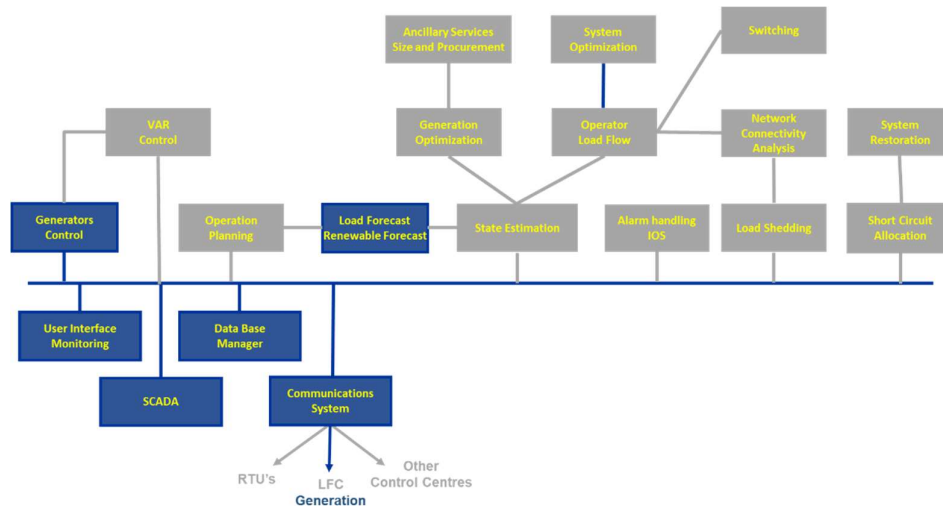 Ancillary Services
Size and Procurement
System
Optimization
Switching
VAR
Control
Generation
Optimization
Operator
Load Flow
Network
Connectivity
Analysis
System
Restoration
Generators
Control
Operation
Planning
Load Forecast
Renewable Forecast
State Estimation
Alarm handling
IOS
Load Shedding
Short Circuit
Allocation
User Interface
Monitoring
Data Base
Manager
SCADA
Communications
System
RTU's
LFC
Generation
Other
Control Centres